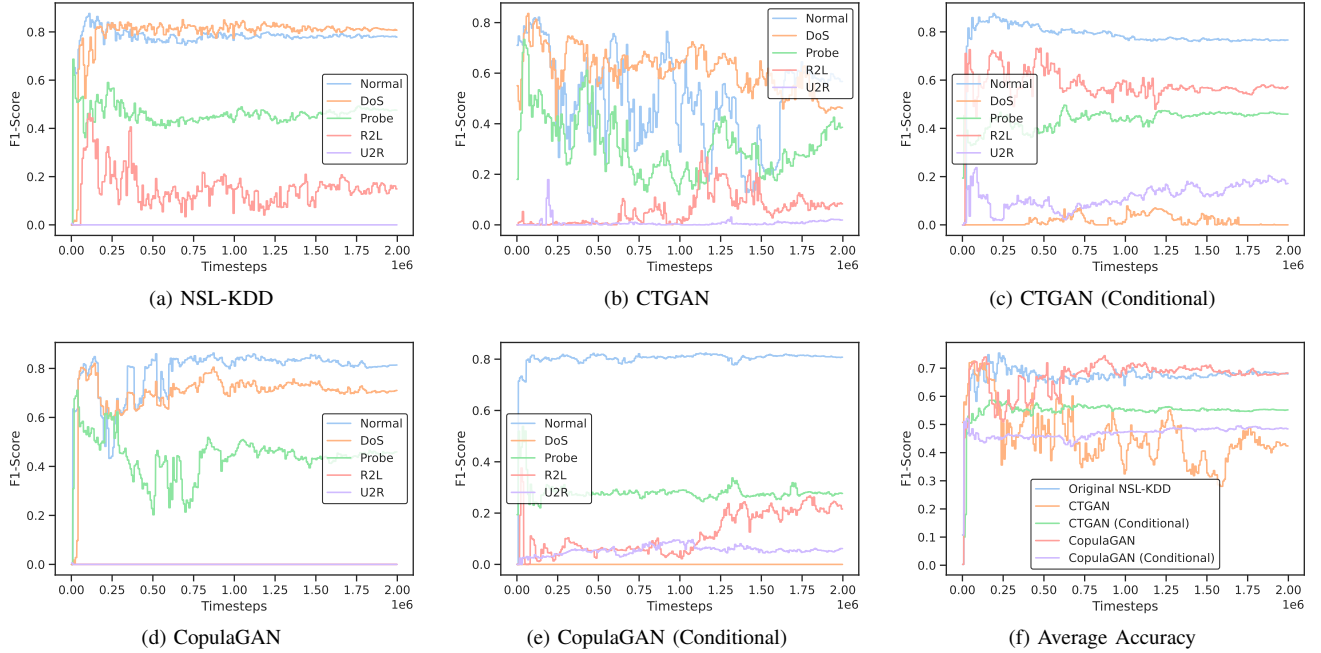 0.8
0.6
0.4
0.2
0.0
F1-Score
Normal
DoS
Probe
R2L
U2R
0.00 0.25 0.50 0.75 1.00 1.25 1.50 1.75 2.00
Timesteps
1e6
(a) NSL-KDD
0.8
0.6
0.4
0.2
0.0
F1-Score
Normal
DoS
Probe
R2L
U2R
0.00 0.25 0.50 0.75 1.00 1.25 1.50 1.75 2.00
Timesteps
1e6
(b) CTGAN
0.8
0.6
0.4
0.2
0.0
F1-Score
Normal
DoS
Probe
R2L
U2R
0.00 0.25 0.50 0.75 1.00 1.25 1.50 1.75 2.00
Timesteps
1e6
(c) CTGAN (Conditional)
0.8
0.6
0.4
0.2
0.0
F1-Score
Normal
DoS
Probe
R2L
U2R
0.00 0.25 0.50 0.75 1.00 1.25 1.50 1.75 2.00
Timesteps
1e6
(d) CopulaGAN
0.8
0.7
0.6
0.5
0.4
0.3
0.2
0.1
0.0
F1-Score
Normal
DoS
Probe
R2L
U2R
0.00 0.25 0.50 0.75 1.00 1.25 1.50 1.75 2.00
Timesteps
1e6
(e) CopulaGAN (Conditional)
0.7
0.6
0.5
0.4
0.3
0.2
0.1
0.0
F1-Score
Original NSL-KDD
CTGAN
CTGAN (Conditional)
CopulaGAN
CopulaGAN (Conditional)
0.00 0.25 0.50 0.75 1.00 1.25 1.50 1.75 2.00
Timesteps
1e6
(f) Average Accuracy